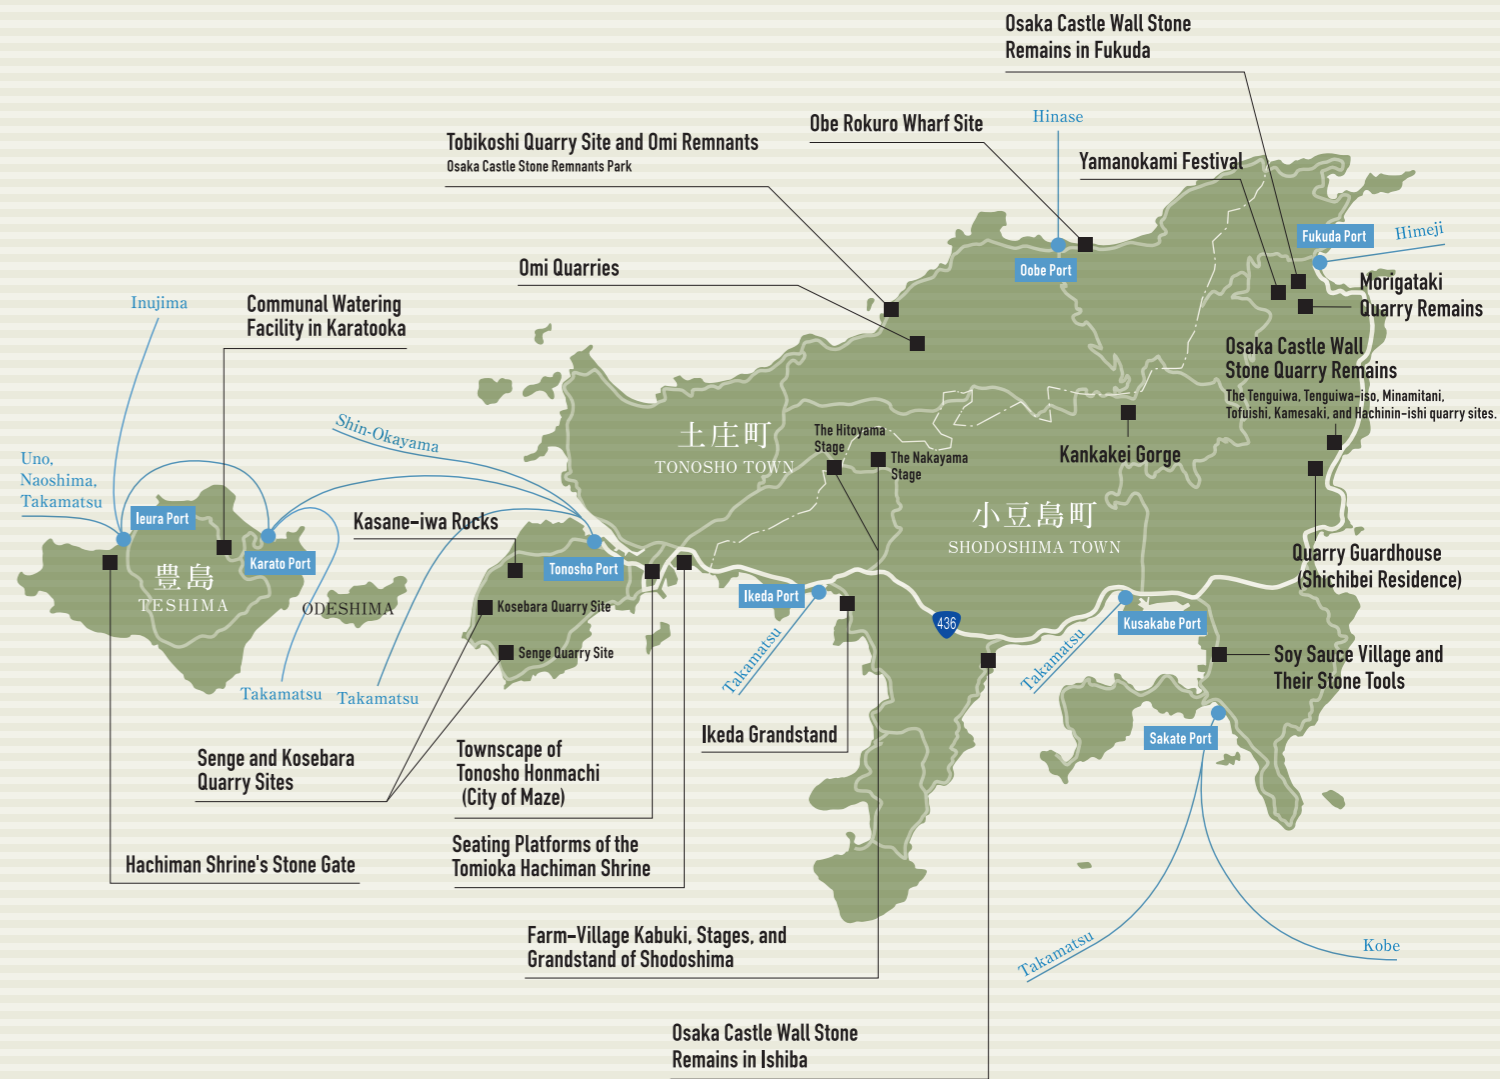 Osaka Castle Wall Stone
Remains in Fukuda
Hinase
Obe Rokuro Wharf Site
Tobikoshi Quarry Site and Omi Remnants
Osaka Castle Stone Remnants Park
Yamanokami Festival
Fukuda Port
Himeji
Oobe Port
Omi Quarries
Morigataki
Quarry Remains
Inujima
Communal Watering
Facility in Karatooka
Osaka Castle Wall
Stone Quarry Remains
The Tenguiwa, Tenguiwa-iso, Minamitani,
Tofuishi, Kamesaki, and Hachinin-ishi quarry sites.
Shin-Okayama
土庄町
TONOSHO TOWN
The Hitoyama
Stage
The Nakayama
Stage
Kankakei Gorge
Uno,
Naoshima,
Takamatsu
Ieura Port
Kasane-iwa Rocks
小豆島町
SHODOSHIMA TOWN
Karato Port
Tonosho Port
Quarry Guardhouse
(Shichibei Residence)
豊島
TESHIMA
ODESHIMA
Kosebara Quarry Site
Ikeda Port
436
Kusakabe Port
Senge Quarry Site
Takamatsu
Takamatsu
Soy Sauce Village and
Their Stone Tools
Takamatsu
Takamatsu
Ikeda Grandstand
Sakate Port
Senge and Kosebara
Quarry Sites
Townscape of
Tonosho Honmachi
(City of Maze)
Seating Platforms of the
Tomioka Hachiman Shrine
Hachiman Shrine's Stone Gate
Farm-Village Kabuki, Stages, and
Grandstand of Shodoshima
Takamatsu
Kobe
Osaka Castle Wall Stone
Remains in Ishiba